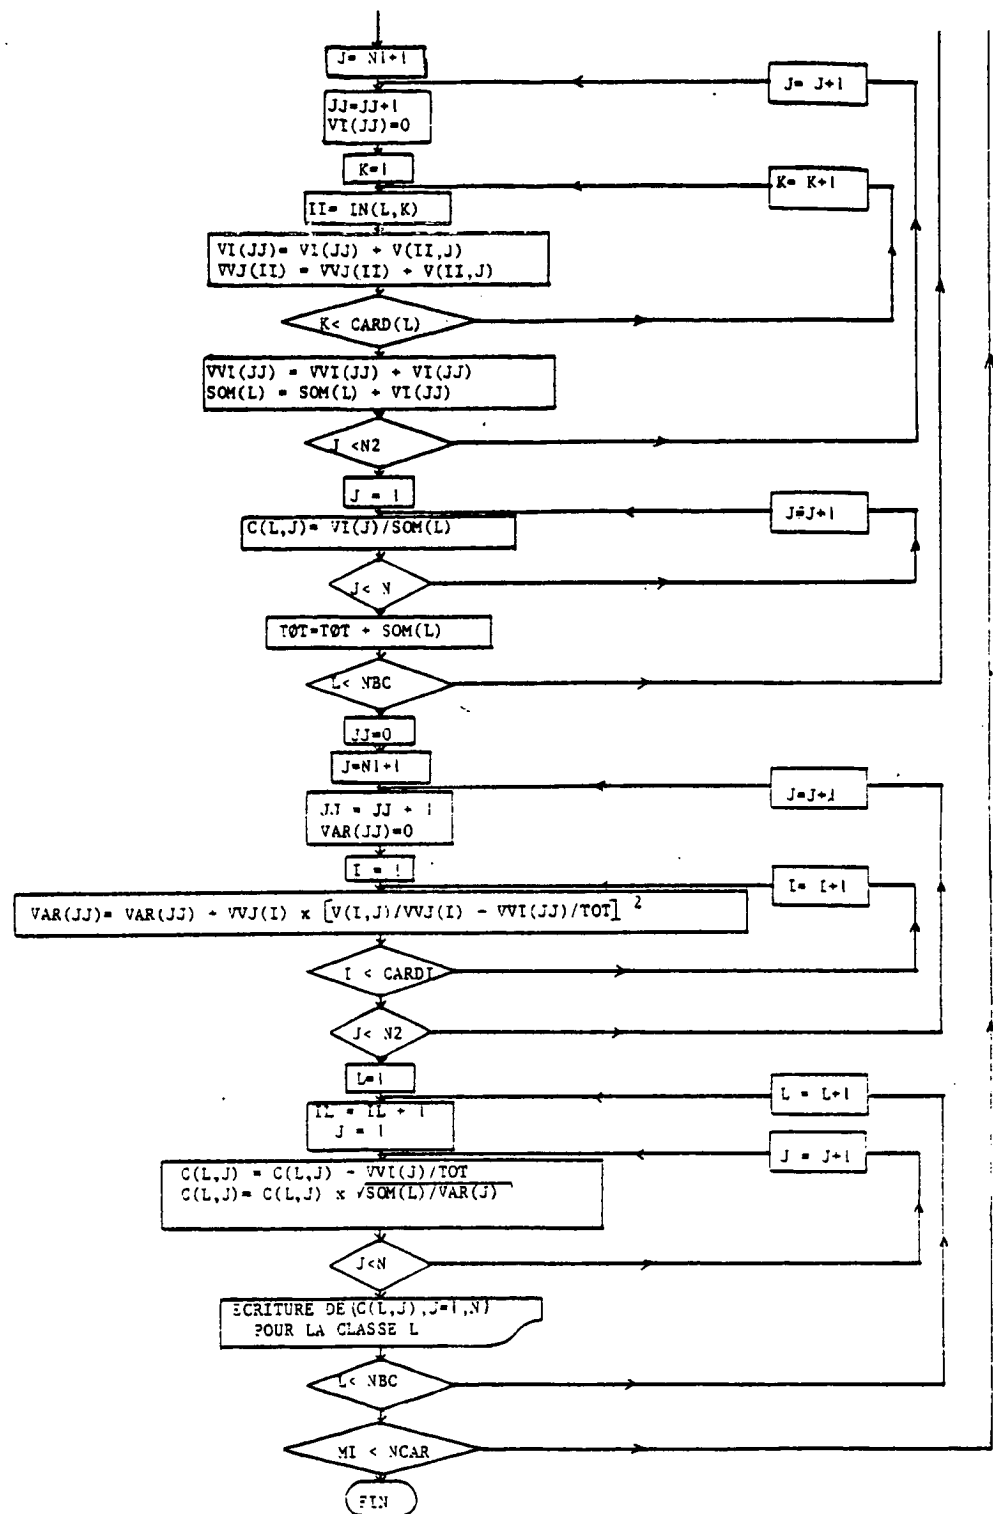 J= N1+1
J= J+1
JJ=JJ+1
VI(JJ)=0
K=1
K= K+1
II= IN(L,K)
VI(JJ)= VI(JJ) + V(II,J)
VVJ(II) = VVJ(II) + V(II,J)
K< CARD(L)
VVI(JJ) = VVI(JJ) + VI(JJ)
SOM(L) = SOM(L) + VI(JJ)
J <N2
J = 1
J=J+1
C(L,J)= VI(J)/SOM(L)
J< N
TØT=TØT + SOM(L)
L< NBC
JJ=0
J=N1+1
J=J+1
JJ = JJ + 1
VAR(JJ)=0
I = 1
I= I+1
VAR(JJ)= VAR(JJ) + VVJ(I) x [V(I,J)/VVJ(I) - VVI(JJ)/TOT] 2
I < CARDI
J< N2
L=1
L = L+1
IL = IL + 1
J = 1
J = J+1
C(L,J) = C(L,J) - VVI(J)/TOT
C(L,J)= C(L,J) x √SOM(L)/VAR(J)
J<N
ECRITURE DE (C(L,J),J=1,N)
POUR LA CLASSE L
L< NBC
MI < NCAR
FIN